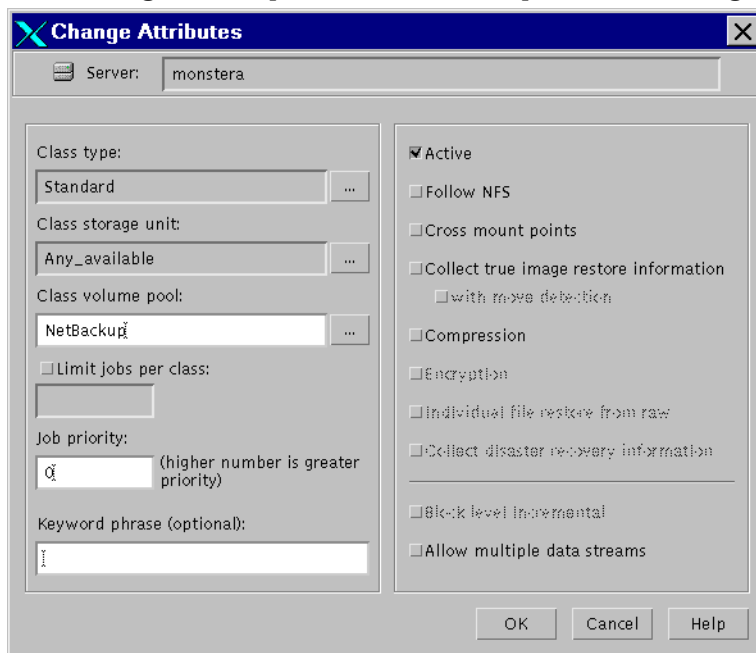 Change Attributes
Server: monstera
Class type:
Standard ...
Class storage unit:
Any_available ...
Class volume pool:
NetBackup ...
Limit jobs per class:
Job priority:
0 (higher number is greater
priority)
Keyword phrase (optional):
Active
Follow NFS
Cross mount points
Collect true image restore information
with move detection
Compression
Encryption
Individual file restore from raw
Collect disaster recovery information
Block level incremental
Allow multiple data streams
OK Cancel Help